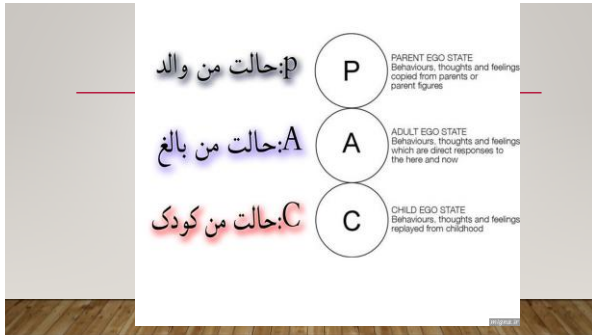 p:حالت من والد
P
PARENT EGO STATE
Behaviours, thoughts and feelings
copied from parents or
parent figures
A:حالت من بالغ
A
ADULT EGO STATE
Behaviours, thoughts and feelings
which are direct responses to
the here and now
C:حالت من کودک
C
CHILD EGO STATE
Behaviours, thoughts and feelings
replayed from childhood